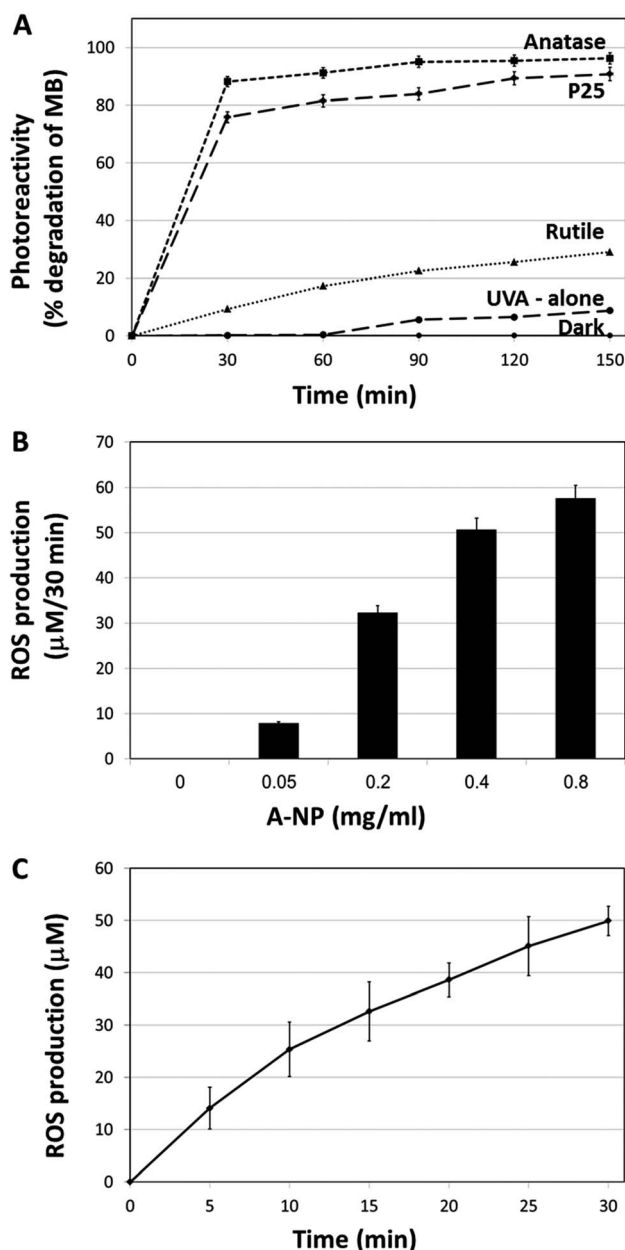 A
Photoreactivity
(% degradation of MB)
100
80
60
40
20
0
Anatase
P25
Rutile
UVA - alone
Dark
0 30 60 90 120 150
Time (min)
B
ROS production
(µM/30 min)
70
60
50
40
30
20
10
0
0 0.05 0.2 0.4 0.8
A-NP (mg/ml)
C
ROS production (µM)
60
50
40
30
20
10
0
0 5 10 15 20 25 30
Time (min)